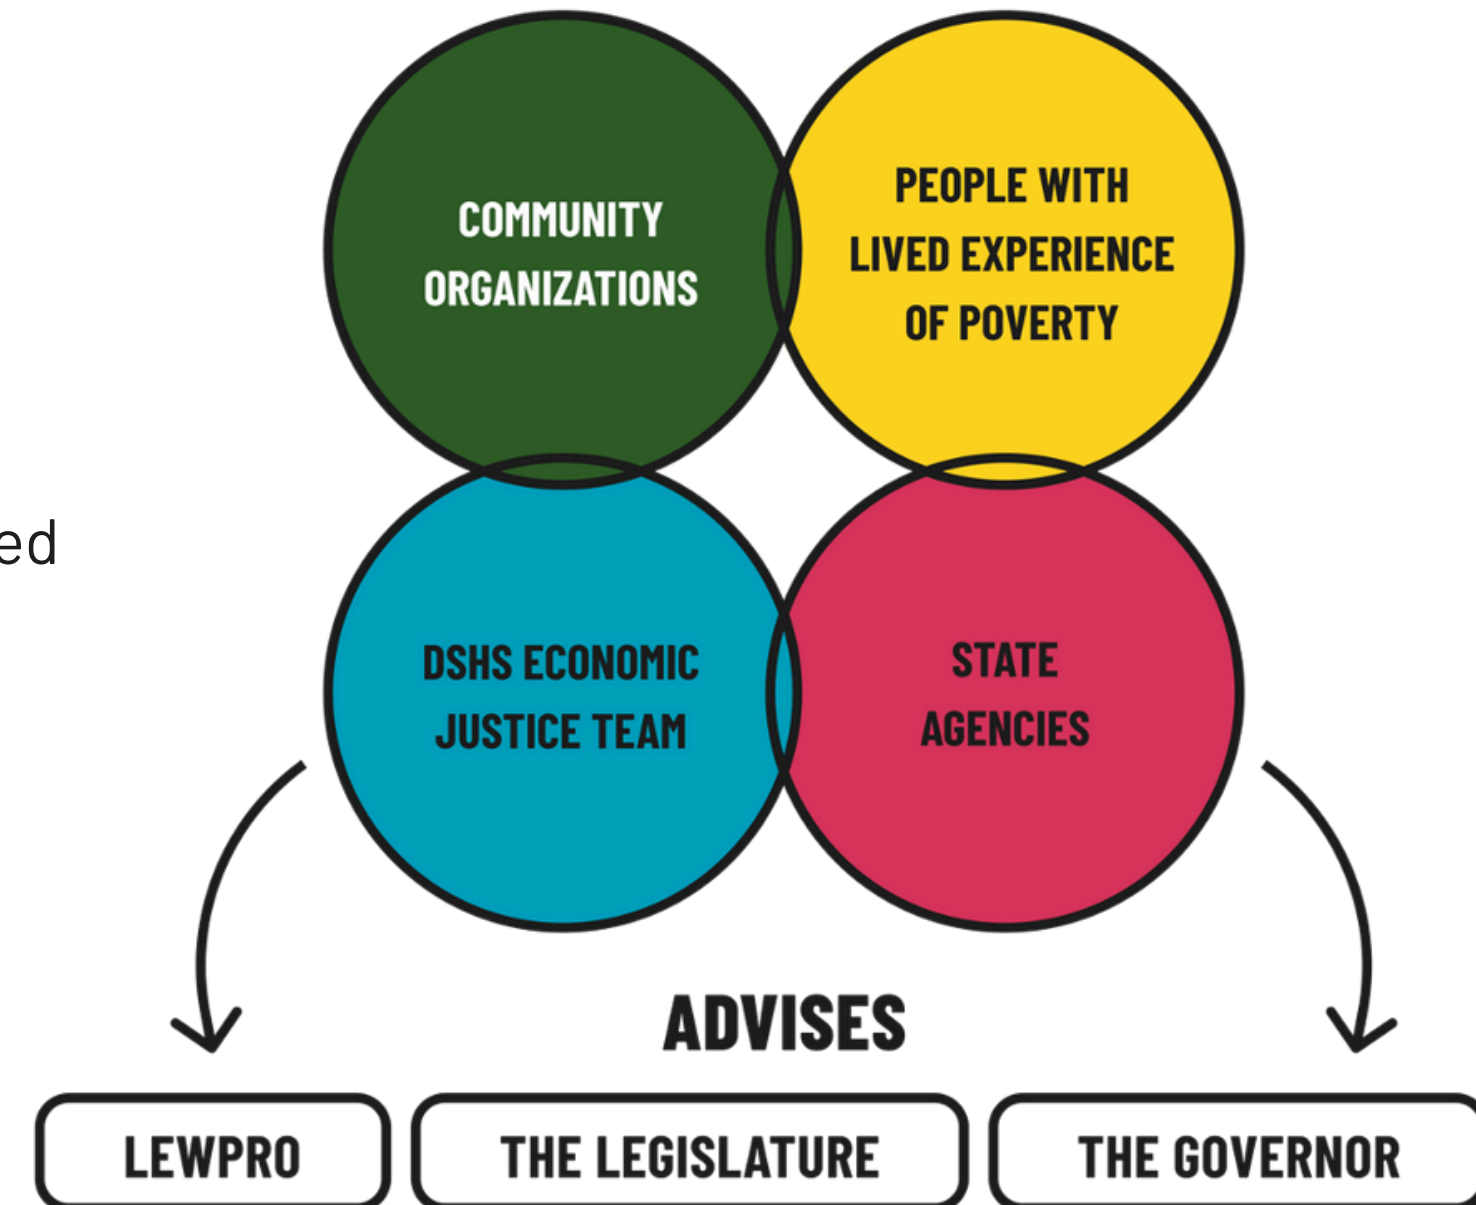 COMMUNITY
ORGANIZATIONS
PEOPLE WITH
LIVED EXPERIENCE
OF POVERTY
ed
DSHS ECONOMIC
JUSTICE TEAM
STATE
AGENCIES
ADVISES
LEWPRO
THE LEGISLATURE
THE GOVERNOR